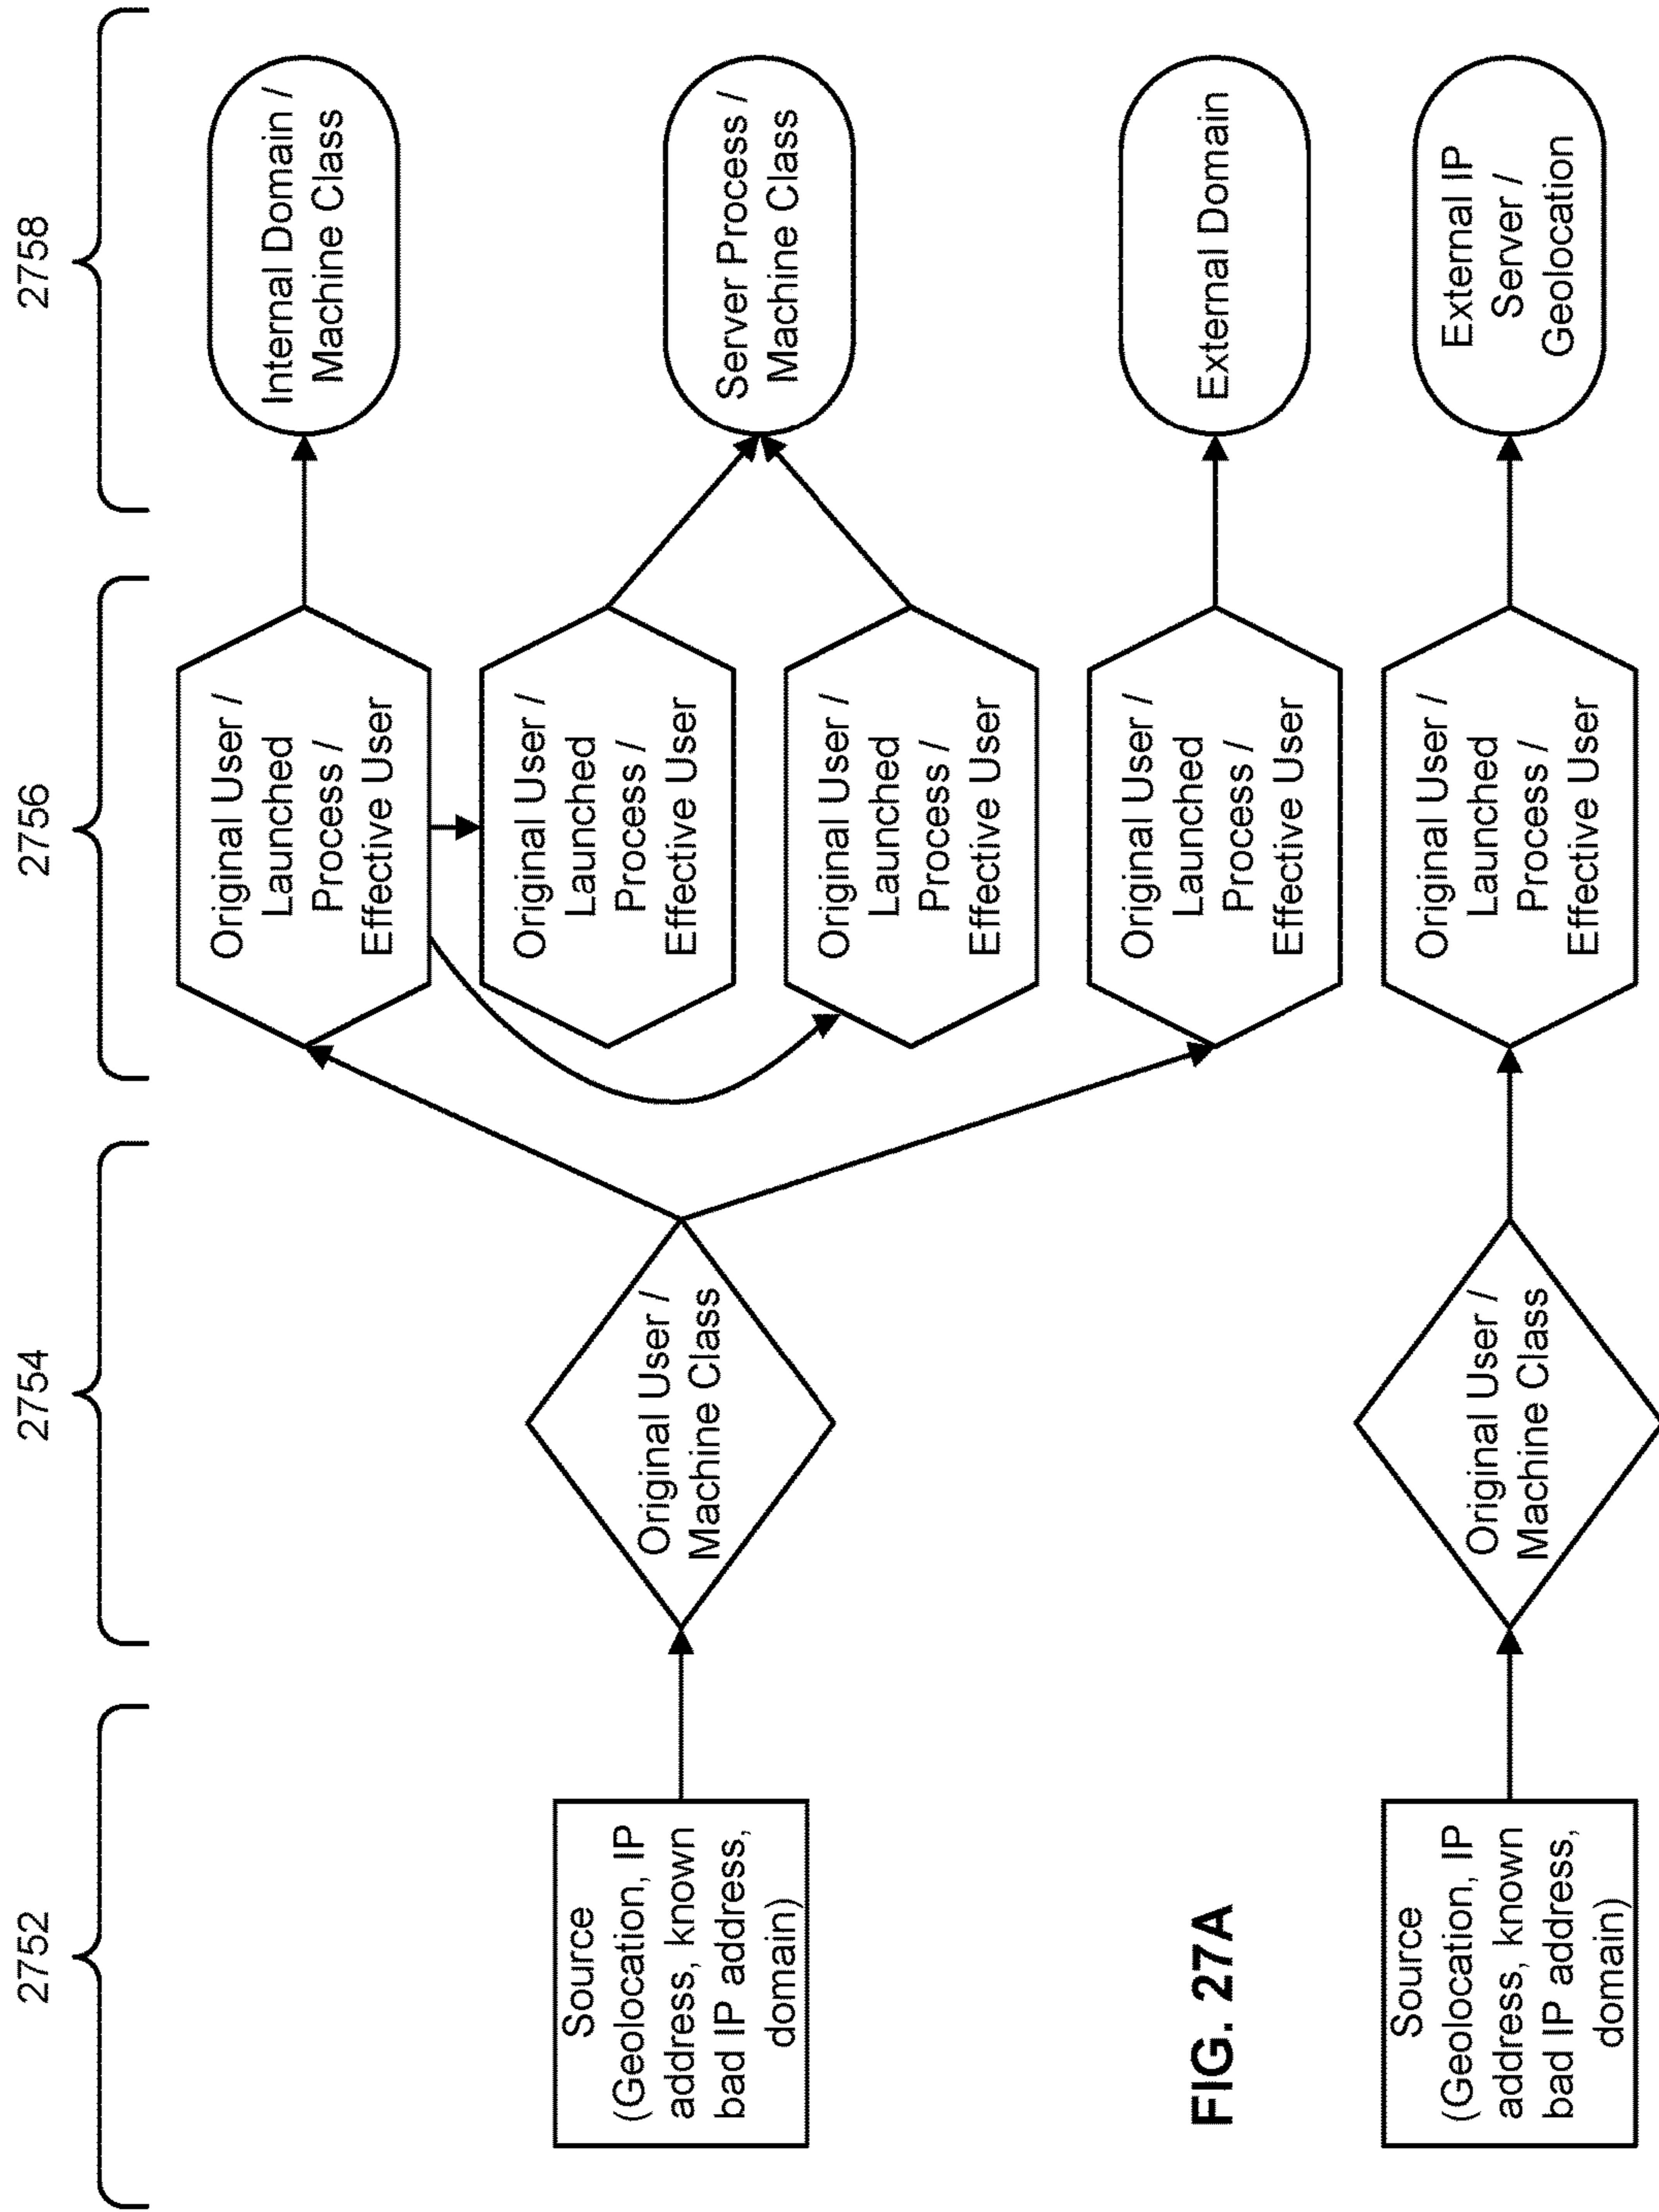 2752
2754
2756
2758
Source
(Geolocation, IP
address, known
bad IP address,
domain)
Original User /
Machine Class
Original User /
Launched
Process /
Effective User
Internal Domain /
Machine Class
Original User /
Launched
Process /
Effective User
Original User /
Launched
Process /
Effective User
Server Process /
Machine Class
Original User /
Launched
Process /
Effective User
External Domain
FIG. 27A
Source
(Geolocation, IP
address, known
bad IP address,
domain)
Original User /
Machine Class
Original User /
Launched
Process /
Effective User
External IP
Server /
Geolocation